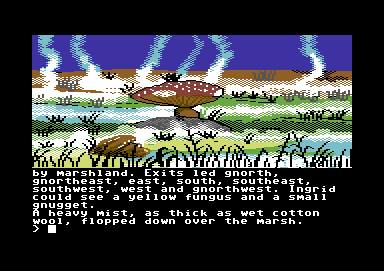 by marshland. Exits led gnorth,
gnortheast, east, south, southeast,
southwest, west and gnorthwest. Ingrid
could see a yellow fungus and a small
gnugget.
A heavy mist, as thick as wet cotton
wool, flopped down over the marsh.
>